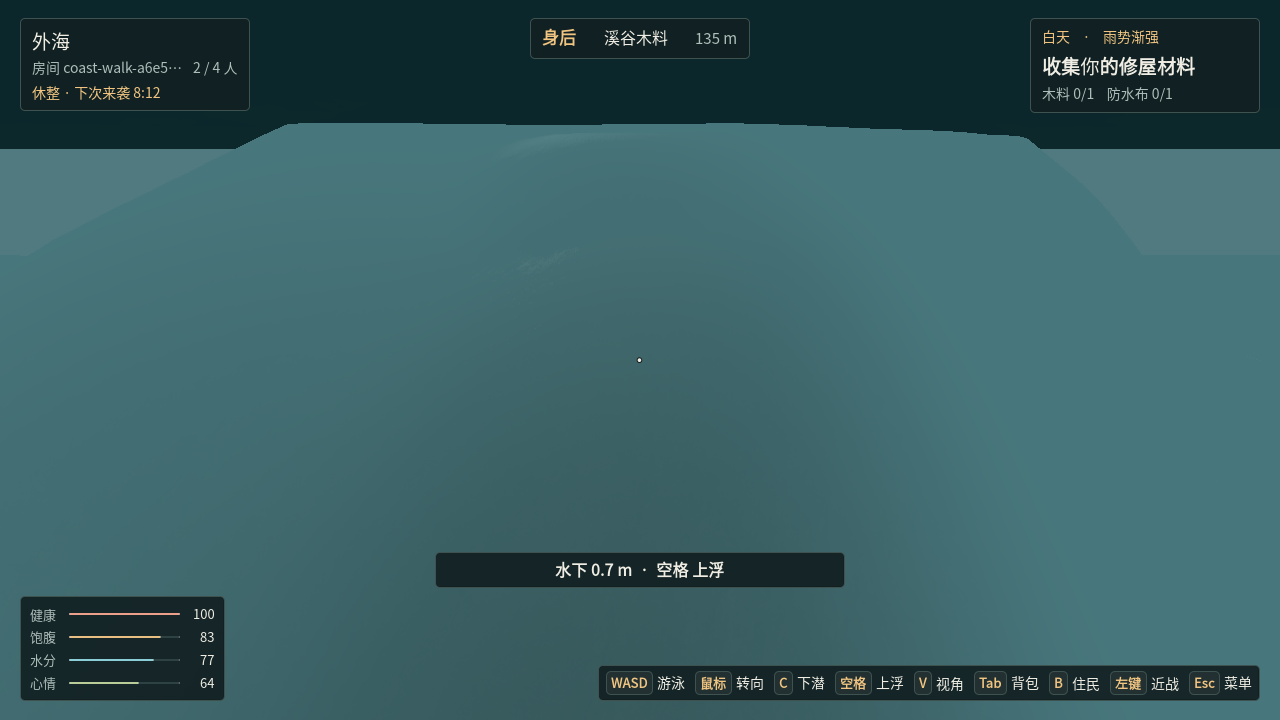 外海
房间 coast-walk-a6e5… 2 / 4 人
休整 · 下次来袭 8:12
身后 溪谷木料 135 m
白天 · 雨势渐强
收集你的修屋材料
木料 0/1 防水布 0/1
水下 0.7 m · 空格 上浮
健康 100
饱腹 83
水分 77
心情 64
WASD 游泳 鼠标 转向 C 下潜 空格 上浮 V 视角 Tab 背包 B 住民 左键 近战 Esc 菜单